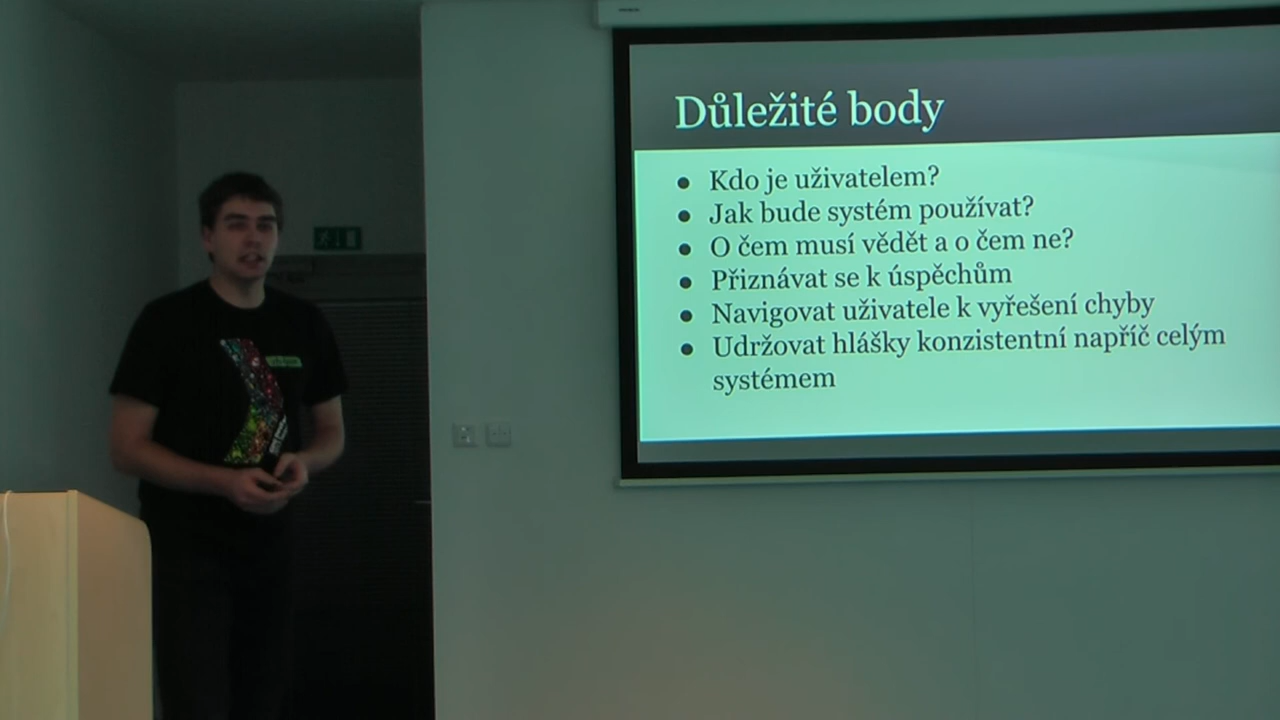 Důležité body
● Kdo je uživatelem?
● Jak bude systém používat?
● O čem musí vědět a o čem ne?
● Přiznávat se k úspěchům
● Navigovat uživatele k vyřešení chyby
● Udržovat hlášky konzistentní napříč celým
systémem